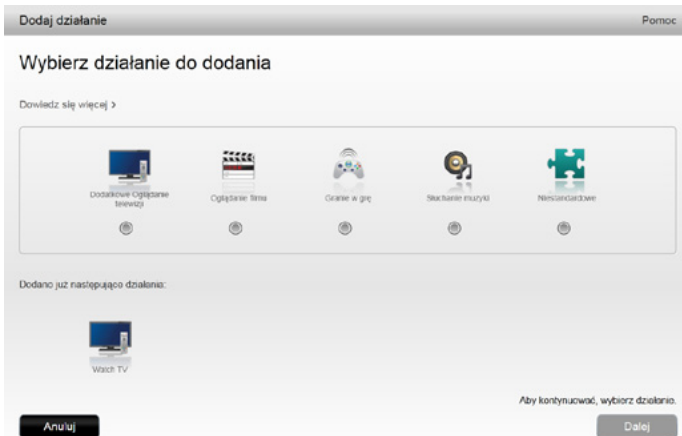 Dodaj działanie
Pomoc
Wybierz działanie do dodania
Dowiedz się więcej >
Dodatkowe Oglądanie
telewizji
Oglądanie filmu
Granie w grę
Słuchanie muzyki
Niestandardowe
Dodano już następująco działania:
Watch TV
Aby kontynuować, wybierz działanie.
Anuluj
Dalej